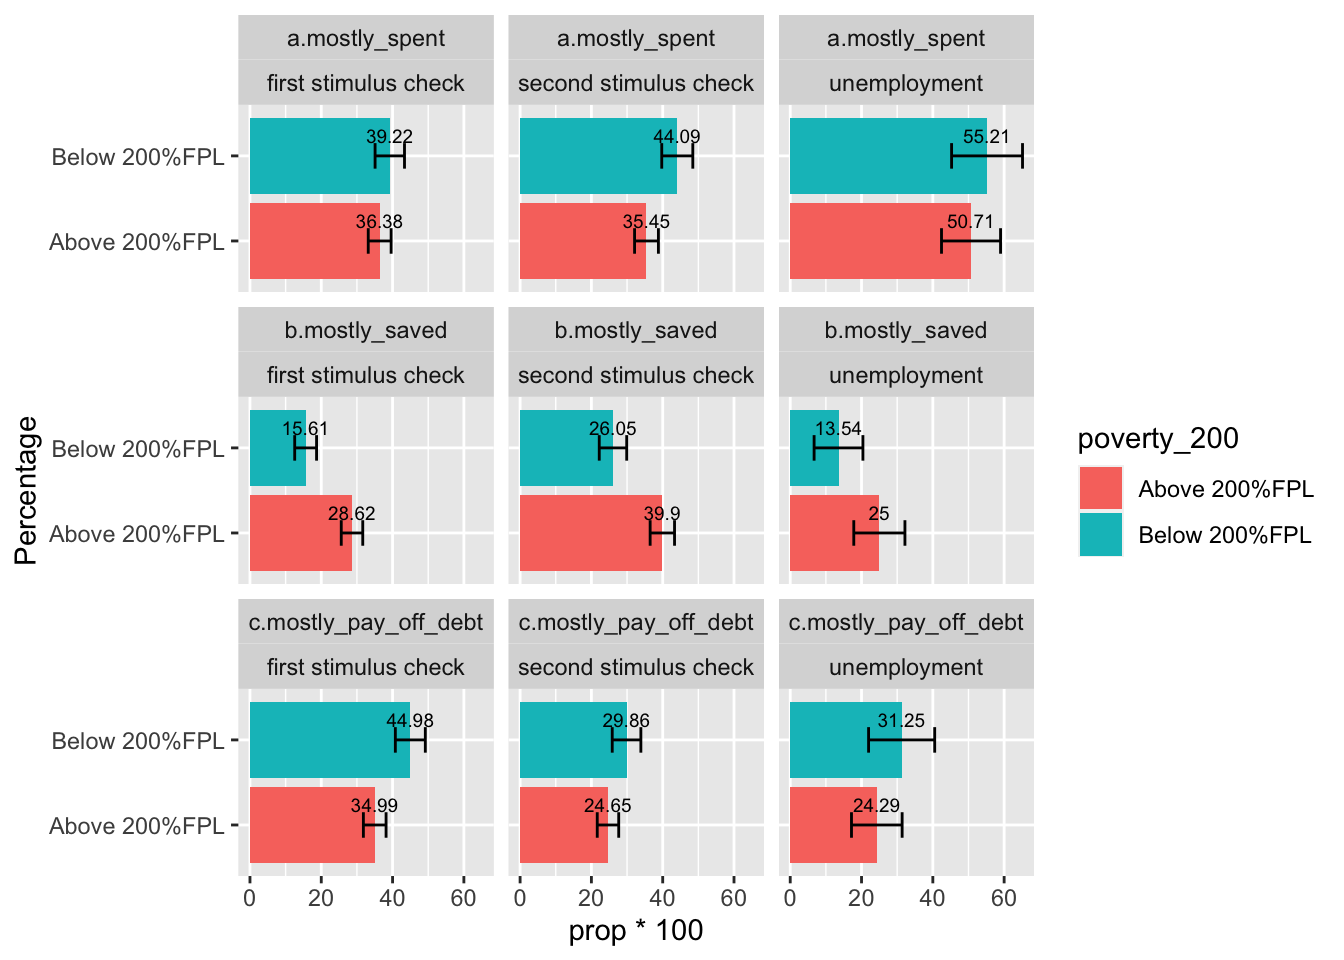 a.mostly_spent
a.mostly_spent
a.mostly_spent
first stimulus check
second stimulus check
unemployment
Below 200%FPL
39.22
44.09
55.21
Above 200%FPL
36.38
35.45
50.71
b.mostly_saved
b.mostly_saved
b.mostly_saved
first stimulus check
second stimulus check
unemployment
Below 200%FPL
15.61
26.05
13.54
Above 200%FPL
28.62
39.9
25
c.mostly_pay_off_debt
c.mostly_pay_off_debt
c.mostly_pay_off_debt
first stimulus check
second stimulus check
unemployment
Below 200%FPL
44.98
29.86
31.25
Above 200%FPL
34.99
24.65
24.29
0 20 40 60
0 20 40 60
0 20 40 60
prop * 100
Percentage
poverty_200
Above 200%FPL
Below 200%FPL